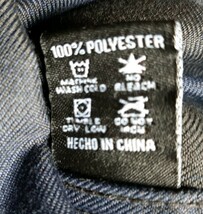 100% POLYESTER
MACHINE NO
WASH COLD BLEACH
TUMBLE DO NOT
DRY LOW IRON
HECHO IN CHINA